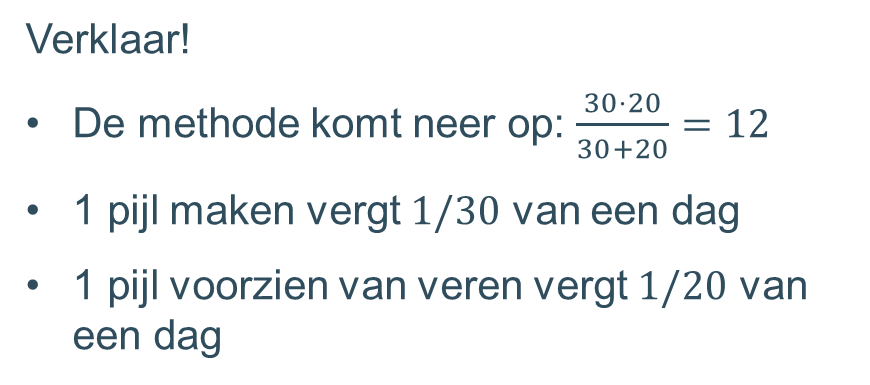 Verklaar!
• De methode komt neer op: \frac{30·20}{30+20} = 12
• 1 pijl maken vergt 1/30 van een dag
• 1 pijl voorzien van veren vergt 1/20 van
een dag